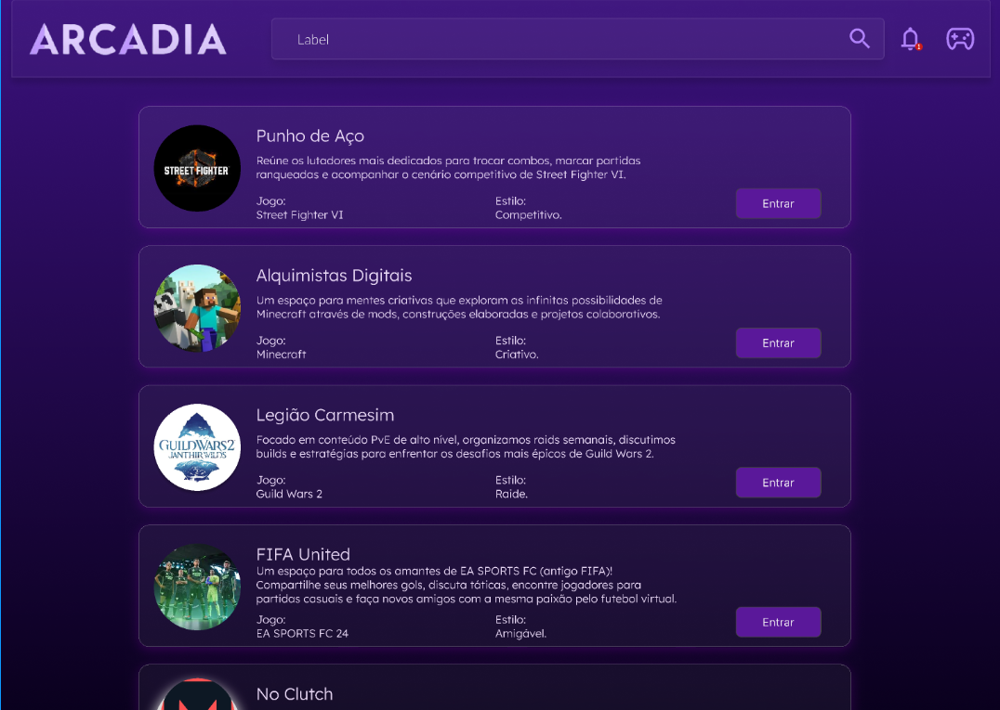 ARCADIA
Label
1
Punho de Aço
Reúne os lutadores mais dedicados para trocar combos, marcar partidas
ranqueadas e acompanhar o cenário competitivo de Street Fighter VI.
STREET FIGHTER
Jogo:
Street Fighter VI
Estilo:
Competitivo.
Entrar
Alquimistas Digitais
Um espaço para mentes criativas que exploram as infinitas possibilidades de
Minecraft através de mods, construções elaboradas e projetos colaborativos.
Jogo:
Minecraft
Estilo:
Criativo.
Entrar
Legião Carmesim
Focado em conteúdo PvE de alto nível, organizamos raids semanais, discutimos
builds e estratégias para enfrentar os desafios mais épicos de Guild Wars 2.
GUILD WARS 2
JANTHIR WILDS
Jogo:
Guild Wars 2
Estilo:
Raide.
Entrar
FIFA United
Um espaço para todos os amantes de EA SPORTS FC (antigo FIFA)!
Compartilhe seus melhores gols, discuta táticas, encontre jogadores para
partidas casuais e faça novos amigos com a mesma paixão pelo futebol virtual.
Jogo:
EA SPORTS FC 24
Estilo:
Amigável.
Entrar
No Clutch